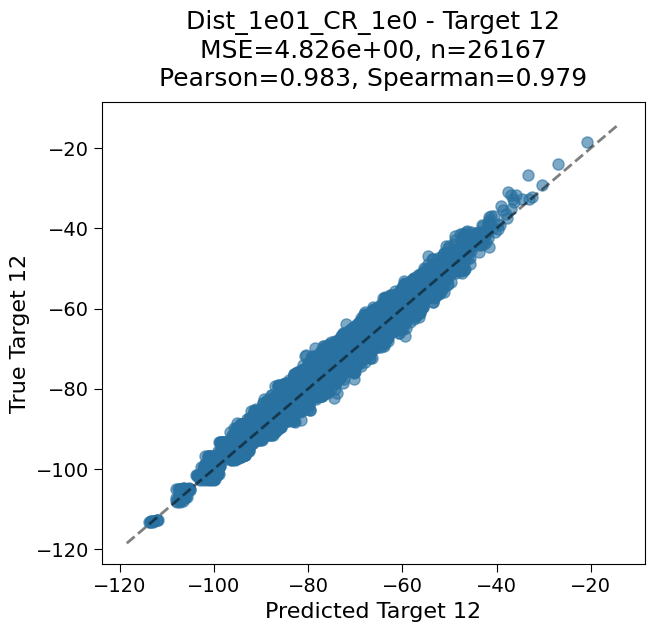 Dist_1e01_CR_1e0 - Target 12
MSE=4.826e+00, n=26167
Pearson=0.983, Spearman=0.979
True Target 12
−20
−40
−60
−80
−100
−120
−120
−100
−80
−60
−40
−20
Predicted Target 12